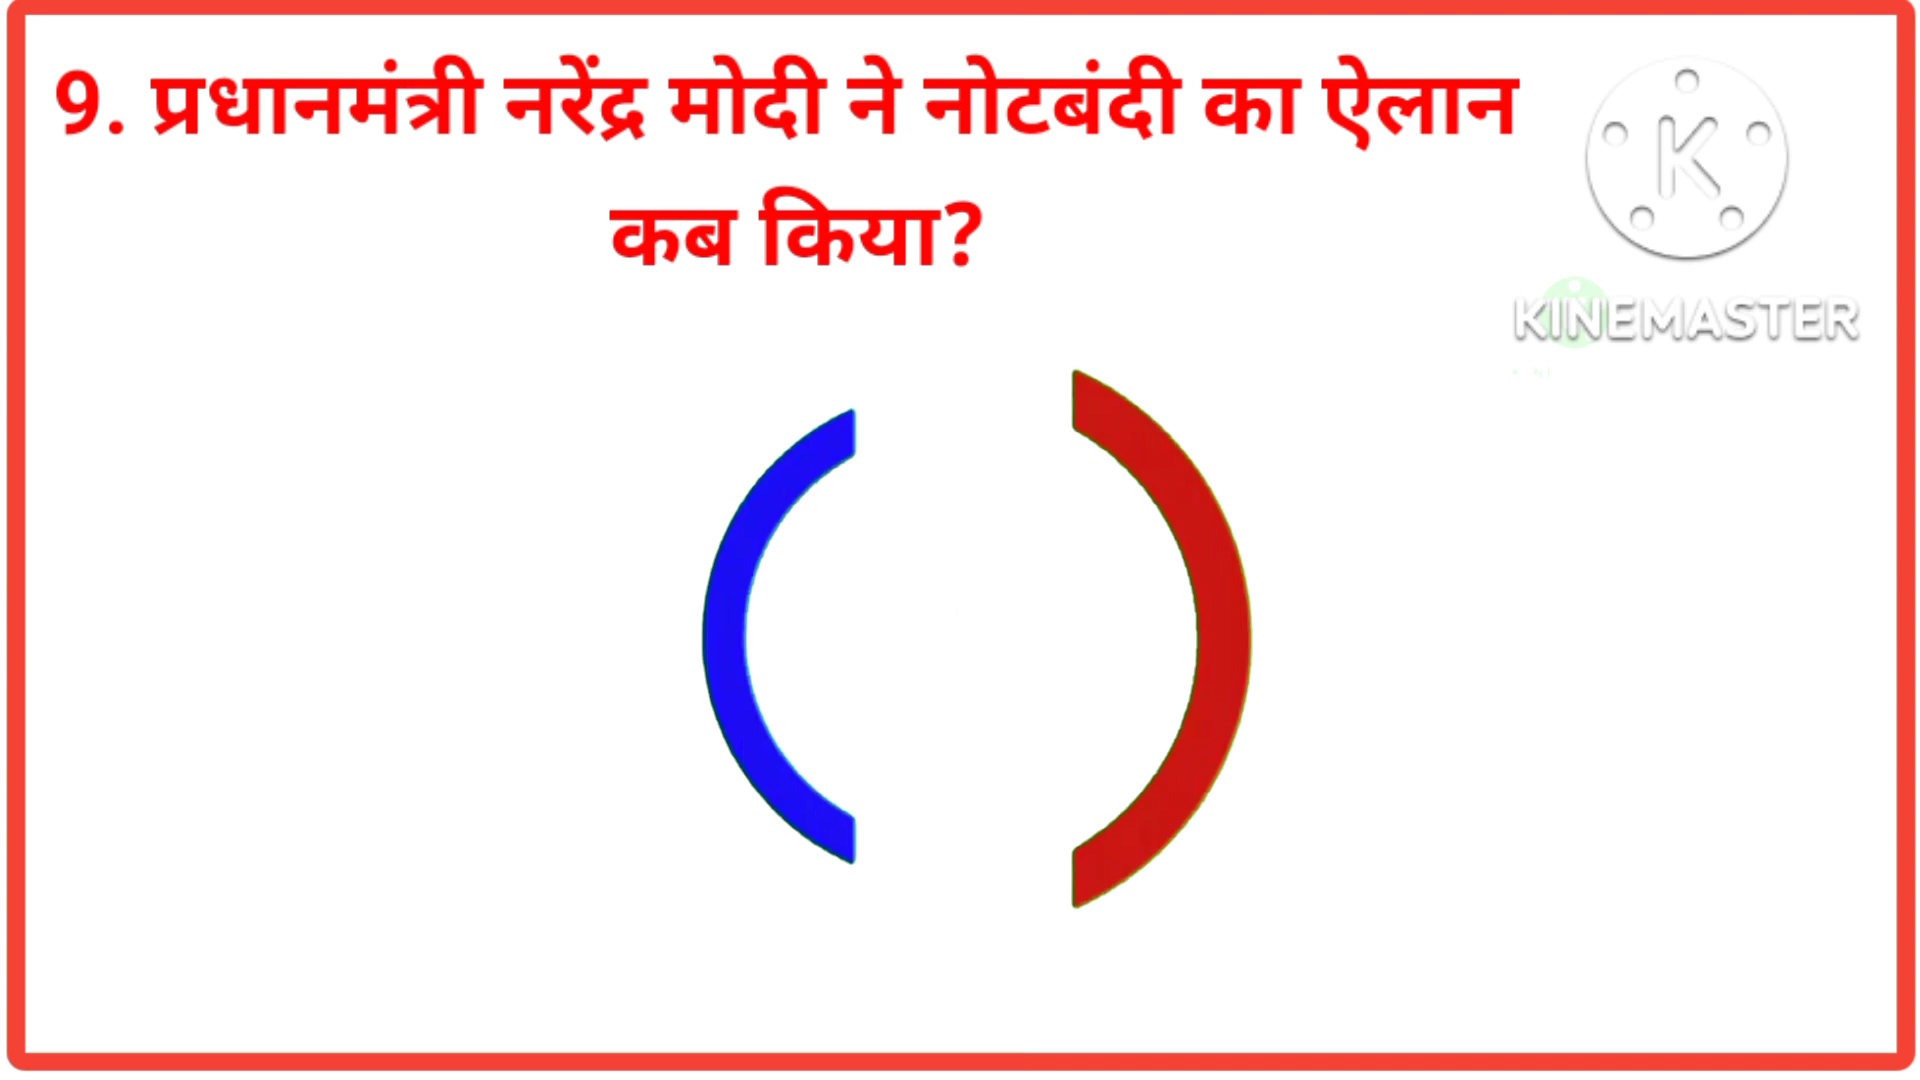 9. प्रधानमंत्री नरेंद्र मोदी ने नोटबंदी का ऐलान
कब किया?
K
KINEMASTER